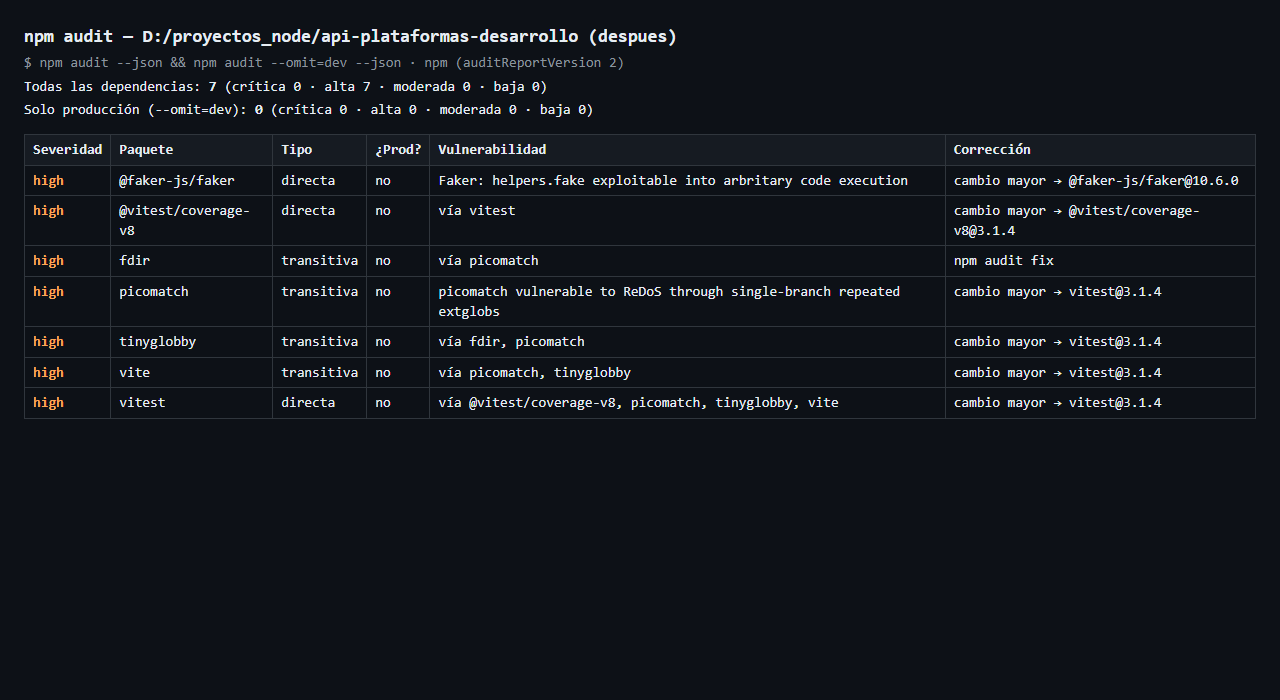 npm audit — D:/proyectos_node/api-plataformas-desarrollo (despues)
$ npm audit --json && npm audit --omit=dev --json · npm (auditReportVersion 2)
Todas las dependencias: 7 (crítica 0 · alta 7 · moderada 0 · baja 0)
Solo producción (--omit=dev): 0 (crítica 0 · alta 0 · moderada 0 · baja 0)
Severidad Paquete Tipo ¿Prod? Vulnerabilidad Corrección
high @faker-js/faker directa no Faker: helpers.fake exploitable into arbritary code execution cambio mayor → @faker-js/faker@10.6.0
high @vitest/coverage- directa no vía vitest cambio mayor → @vitest/coverage-
v8 v8@3.1.4
high fdir transitiva no vía picomatch npm audit fix
high picomatch transitiva no picomatch vulnerable to ReDoS through single-branch repeated cambio mayor → vitest@3.1.4
extglobs
high tinyglobby transitiva no vía fdir, picomatch cambio mayor → vitest@3.1.4
high vite transitiva no vía picomatch, tinyglobby cambio mayor → vitest@3.1.4
high vitest directa no vía @vitest/coverage-v8, picomatch, tinyglobby, vite cambio mayor → vitest@3.1.4